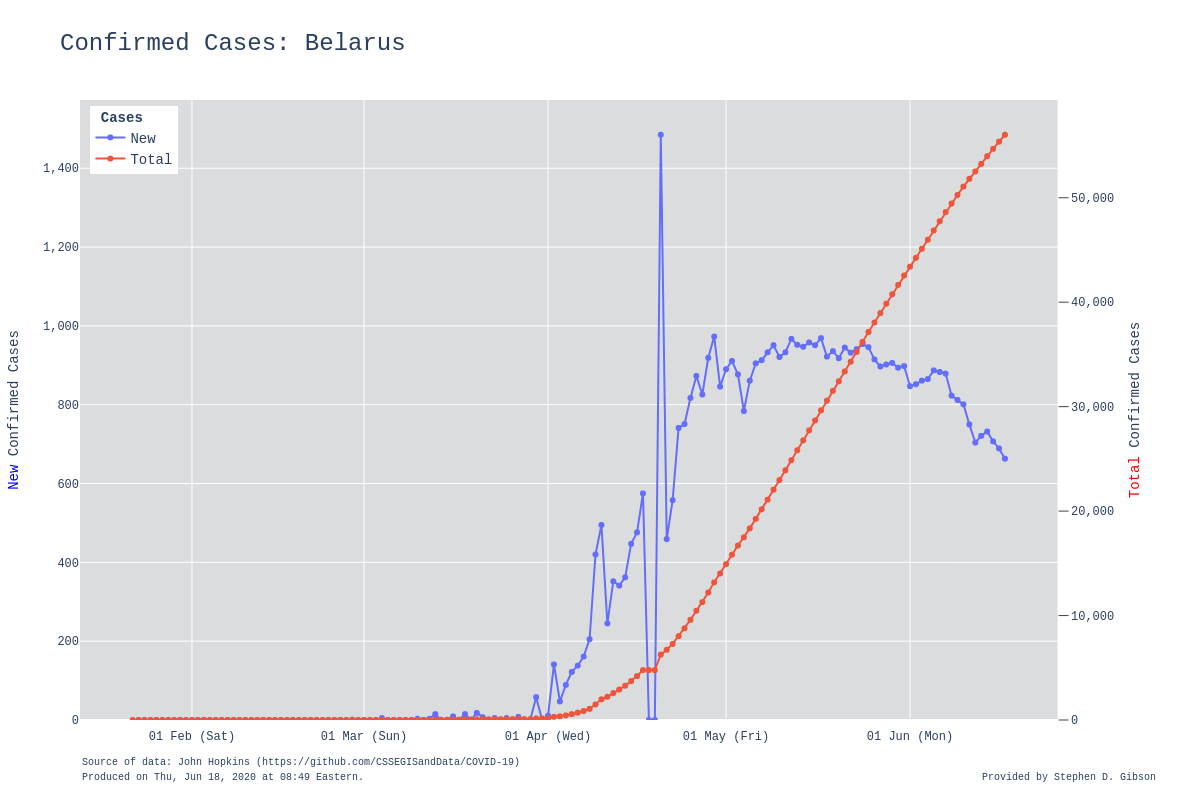 Confirmed Cases: Belarus
Cases
New
Total
1,400
1,200
1,000
800
600
400
200
0
50,000
40,000
30,000
20,000
10,000
0
New Confirmed Cases
Total Confirmed Cases
01 Feb (Sat)
01 Mar (Sun)
01 Apr (Wed)
01 May (Fri)
01 Jun (Mon)
Source of data: John Hopkins (https://github.com/CSSEGISandData/COVID-19)
Produced on Thu, Jun 18, 2020 at 08:49 Eastern.
Provided by Stephen D. Gibson